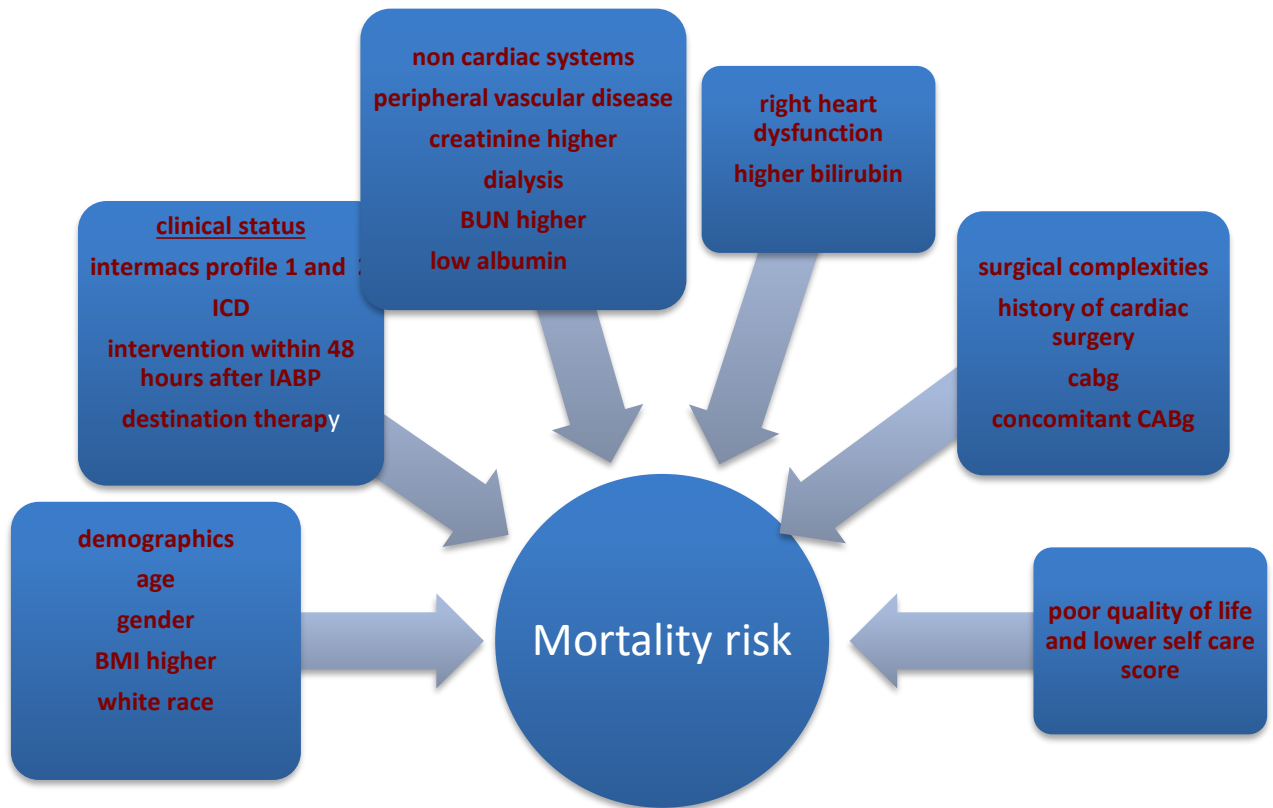 non cardiac systems
peripheral vascular disease
creatinine higher
dialysis
BUN higher
low albumin
right heart
dysfunction
higher bilirubin
clinical status
intermacs profile 1 and
ICD
intervention within 48
hours after IABP
destination therapy
surgical complexities
history of cardiac
surgery
cabg
concomitant CABg
demographics
age
gender
BMI higher
white race
Mortality risk
poor quality of life
and lower self care
score